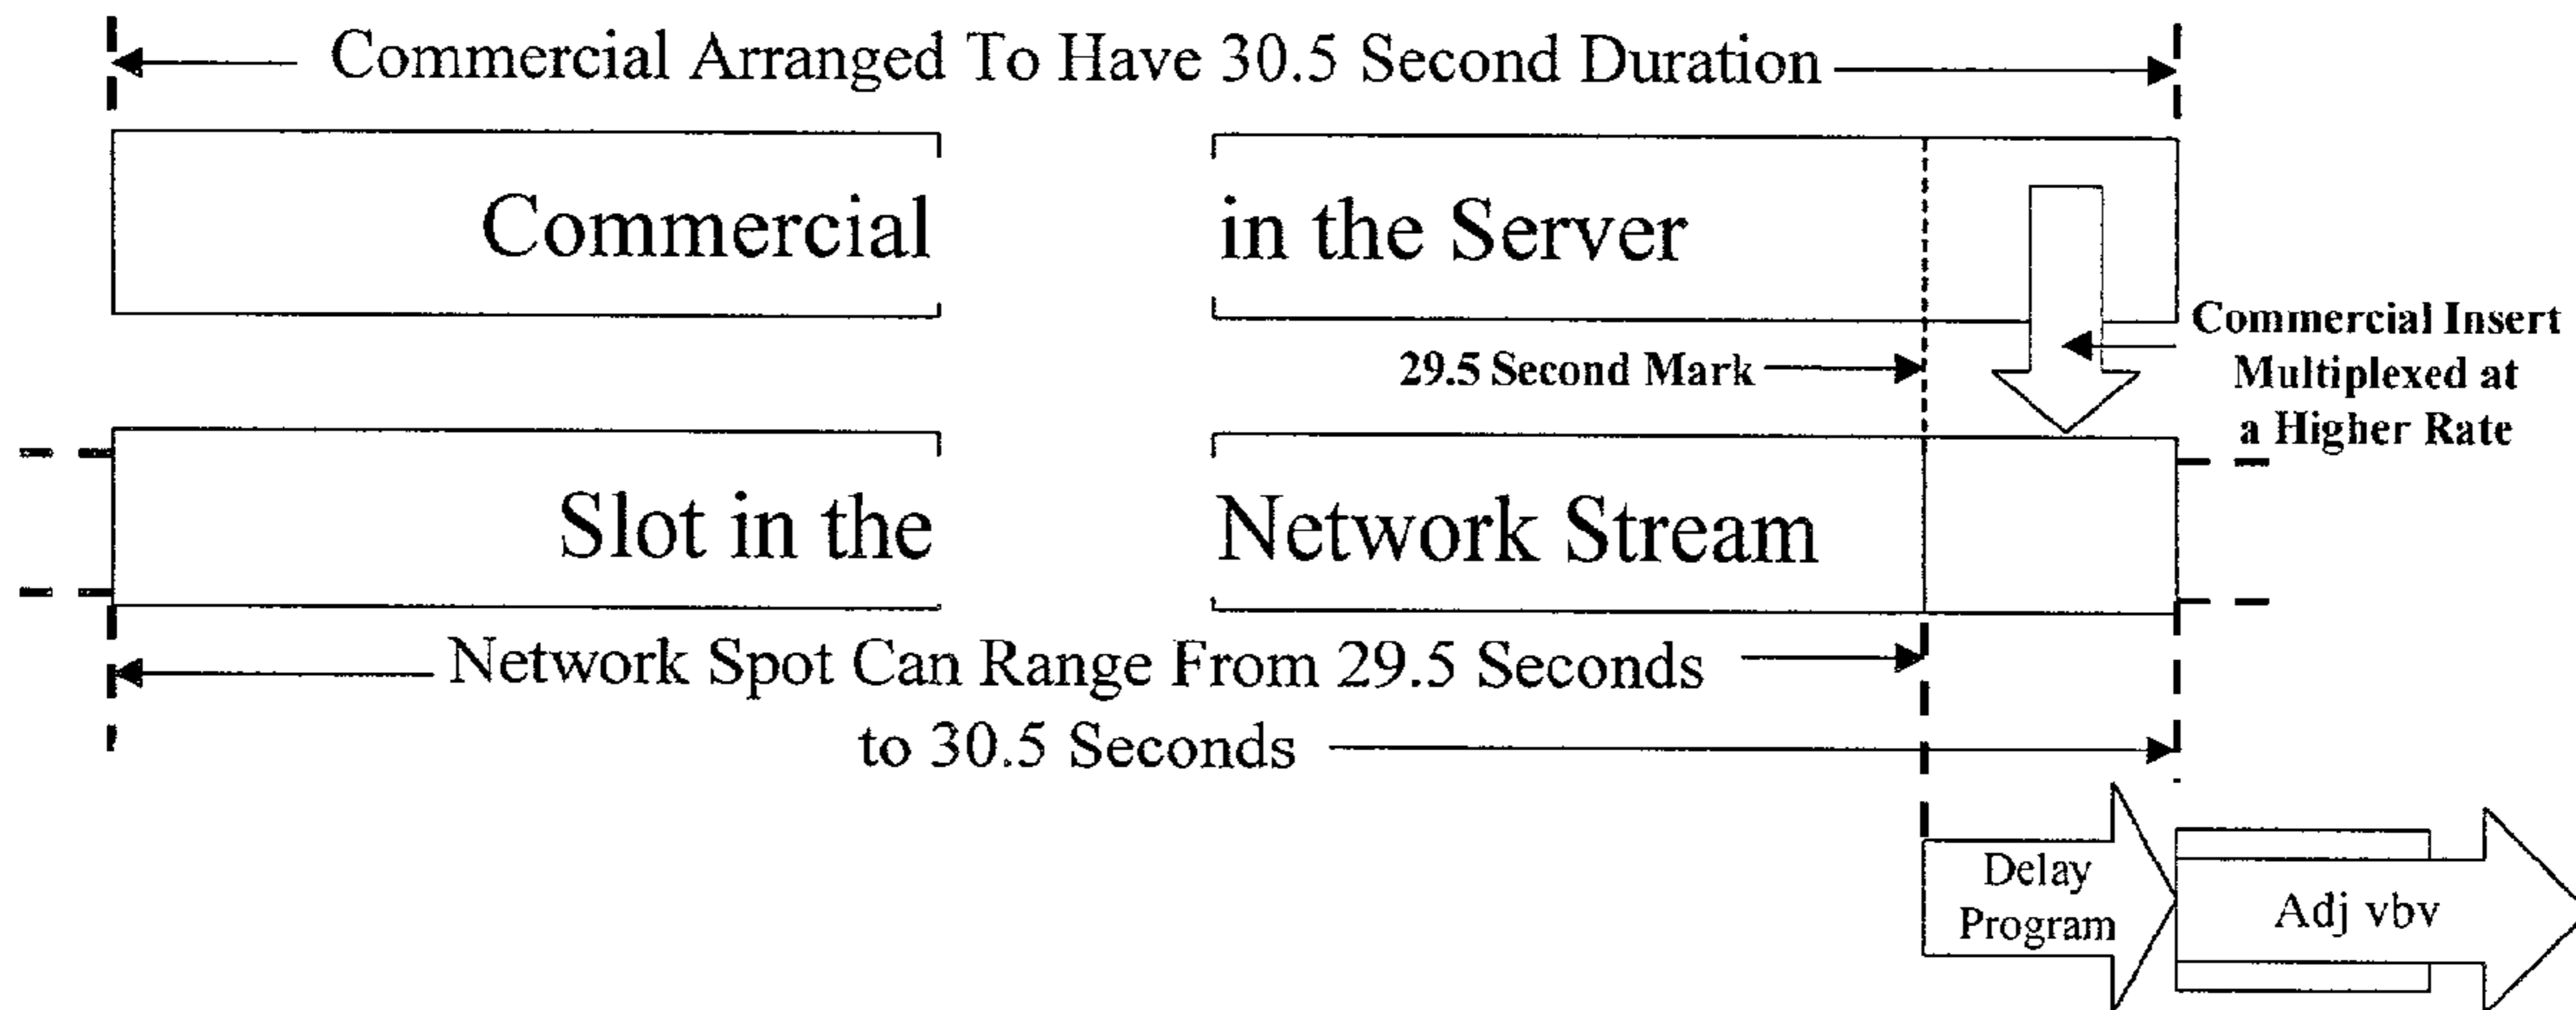 Commercial Arranged To Have 30.5 Second Duration
Commercial in the Server
29.5 Second Mark
Commercial Insert
Multiplexed at
a Higher Rate
Slot in the Network Stream
Network Spot Can Range From 29.5 Seconds
to 30.5 Seconds
Delay
Program
Adj vbv